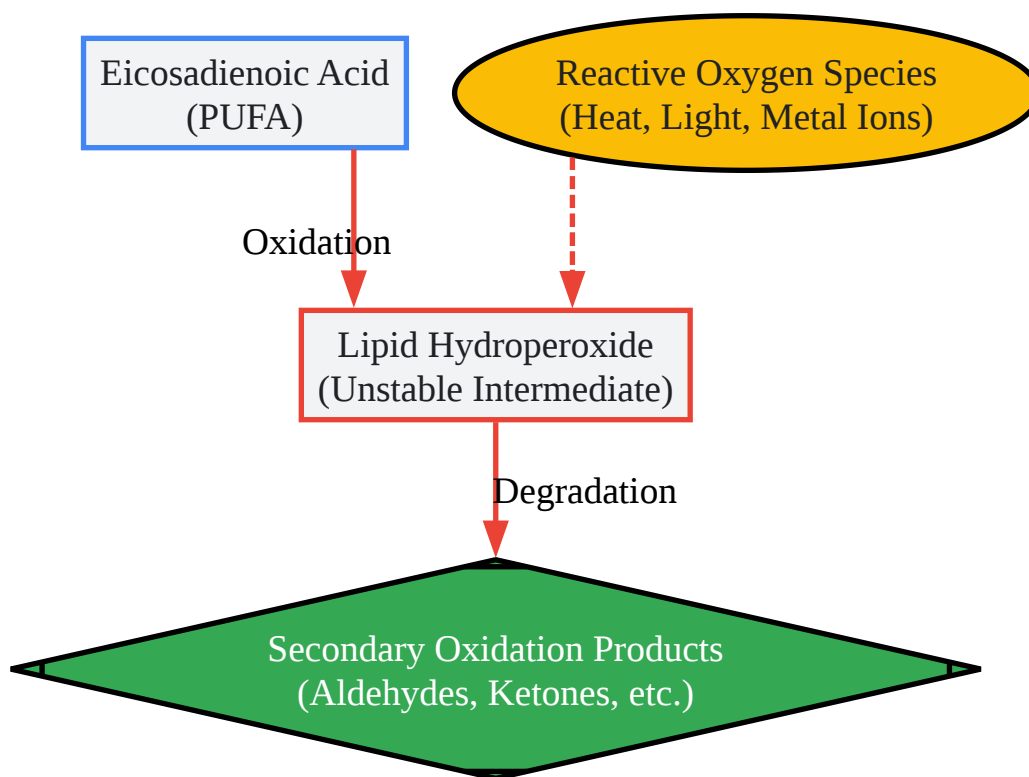 Eicosadienoic Acid
(PUFA)
Reactive Oxygen Species
(Heat, Light, Metal Ions)
Oxidation
Lipid Hydroperoxide
(Unstable Intermediate)
Degradation
Secondary Oxidation Products
(Aldehydes, Ketones, etc.)